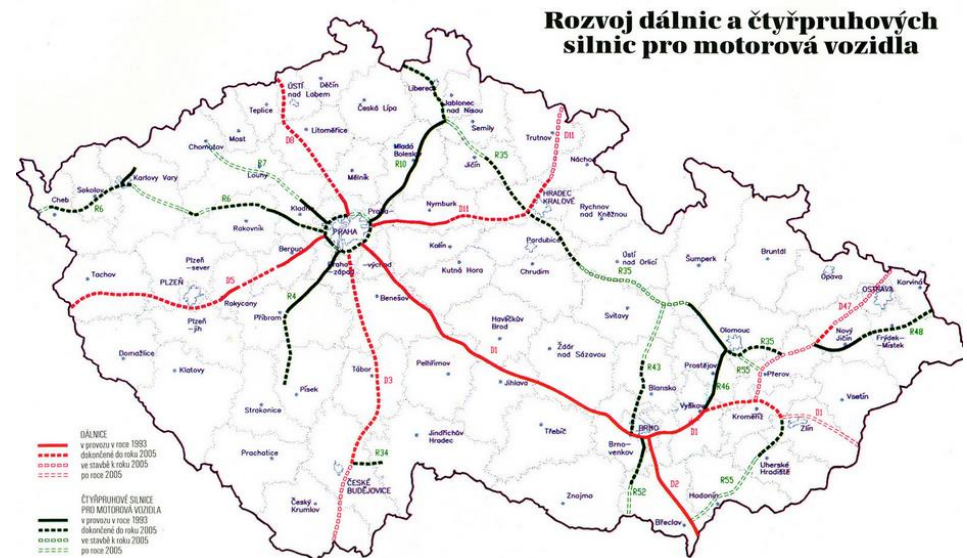 Rozvoj dálnic a čtyřpruhových
silnic pro motorová vozidla
Děčín
ÚSTÍ
nad Labem
Liberec
Teplice
Česká Lípa
Jablonec
nad Nisou
Most
Litoměřice
Semily
Trutnov
D11
Chomutov
D8
Mladá
Boleslav
R10
Jičín
R35
Náchod
R7
Louny
Mělník
Karlovy Vary
Sokolov
Cheb
R6
R6
Kladno
Praha–
Nymburk
D11
HRADEC
KRALOVÉ
Rychnov
nad Kněžnou
Rakovník
PRAHA
Kolín
Pardubice
Beroun
Praha–
–západ
–východ
Kutná Hora
Chrudim
Ústí
nad Orlicí
Šumperk
Bruntál
Plzeň
–sever
Tachov
D5
PLZEŇ
Rokycany
R4
Benešov
R35
Opava
Karviná
OSTRAVA
D47
Plzeň
–jih
Příbram
Havlíčkův
Brod
Svitavy
Olomouc
R35
Nový
Jičín
Frýdek–
–Místek
R48
Domažlice
Klatovy
Tábor
D3
Pelhřimov
D1
Jihlava
Žďár
nad Sázavou
R43
Blansko
Prostějov
R46
R55
Přerov
Písek
Strakonice
Vyškov
Kroměříž
D1
Vsetín
Zlín
Prachatice
Jindřichův
Hradec
Třebíč
BRNO
D1
Brno–
venkov
Uherské
Hradiště
R34
ČESKÉ
BUDĚJOVICE
Český
Krumlov
Znojmo
R52
D2
Hodonín
R55
Břeclav
DÁLNICE
v provozu v roce 1993
dokončené do roku 2005
ve stavbě k roku 2005
po roce 2005
ČTYŘPRUHOVÉ SILNICE
PRO MOTOROVÁ VOZIDLA
v provozu v roce 1993
dokončené do roku 2005
ve stavbě k roku 2005
po roce 2005